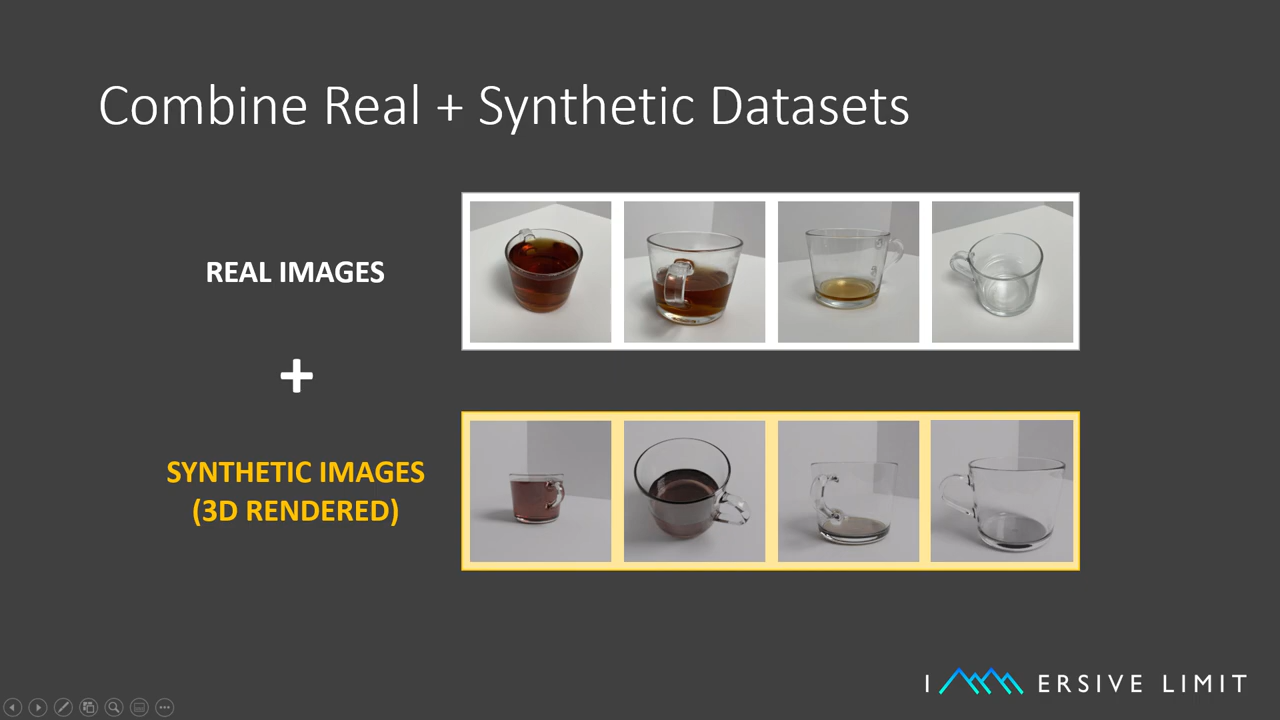 Combine Real + Synthetic Datasets
REAL IMAGES
+
SYNTHETIC IMAGES
(3D RENDERED)
I ERSIVE LIMIT